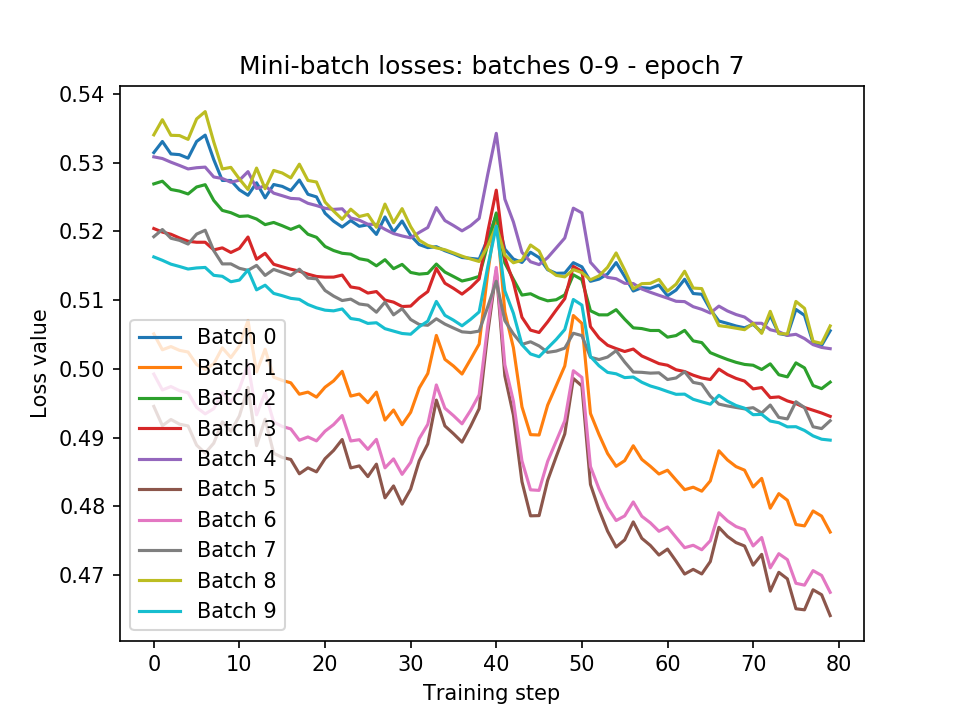 Mini-batch losses: batches 0-9 - epoch 7
0.54
0.53
0.52
0.51
0.50
0.49
0.48
0.47
Loss value
Batch 0
Batch 1
Batch 2
Batch 3
Batch 4
Batch 5
Batch 6
Batch 7
Batch 8
Batch 9
0 10 20 30 40 50 60 70 80
Training step